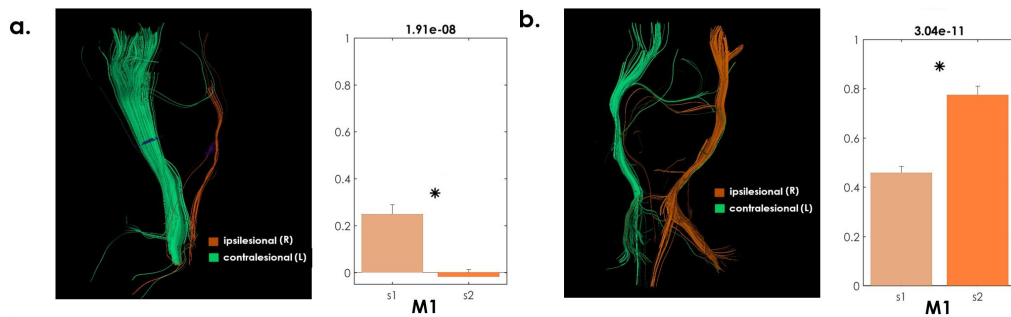 a.
ipsilesional (R)
contralesional (L)
1.91e-08
1
0.8
0.6
0.4
0.2
0
s1
s2
M1
*
b.
ipsilesional (R)
contralesional (L)
3.04e-11
1
0.8
0.6
0.4
0.2
0
s1
s2
M1
*